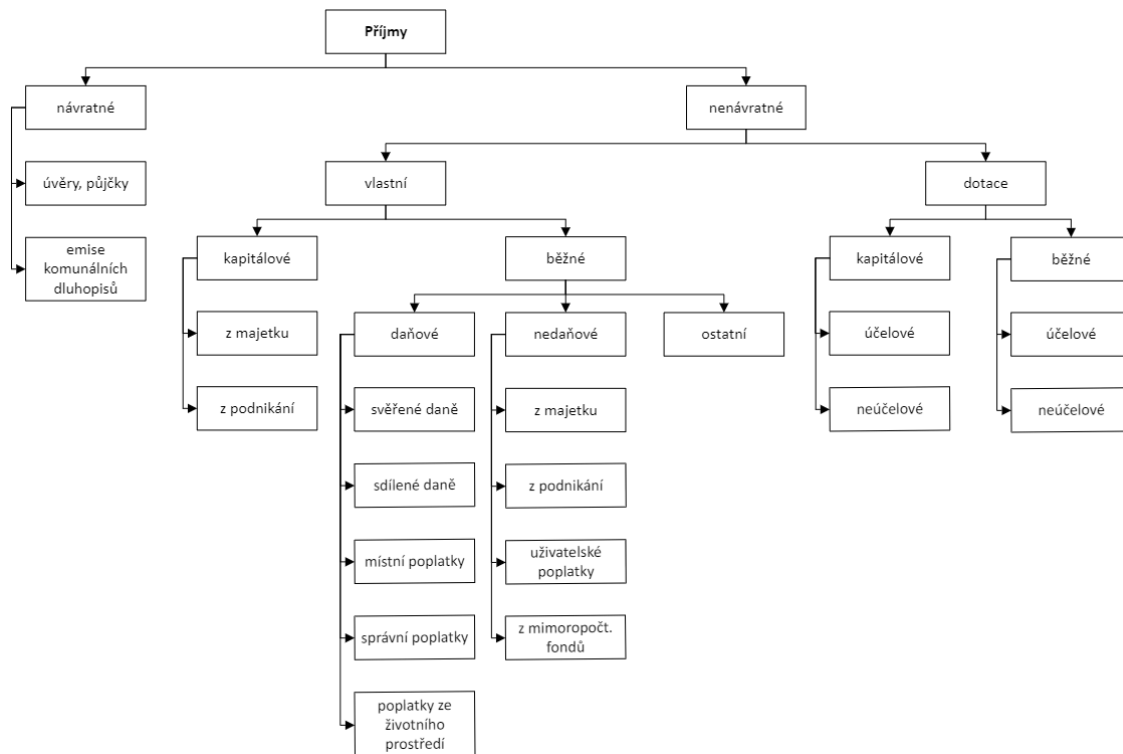 Příjmy
návratné
nenávratné
úvěry, půjčky
vlastní
dotace
emise
komunálních
dluhopisů
kapitálové
běžné
kapitálové
běžné
z majetku
daňové
nedaňové
ostatní
účelové
účelové
z podnikání
svěřené daně
z majetku
neúčelové
neúčelové
sdílené daně
z podnikání
místní poplatky
uživatelské
poplatky
správní poplatky
z mimoropočt.
fondů
poplatky ze
životního
prostředí